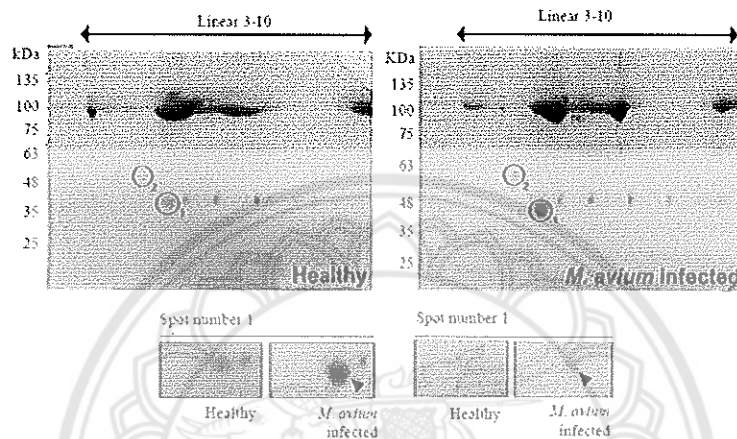 Linear 3-10
kDa
135
100
75
63
48
35
25
1
2
Healthy
Linear 3-10
KDa
135
100
75
63
48
35
25
1
2
M. avium Infected
Spot number 1
Healthy
M. avium
infected
Spot number 1
Healthy
M. avium
infected